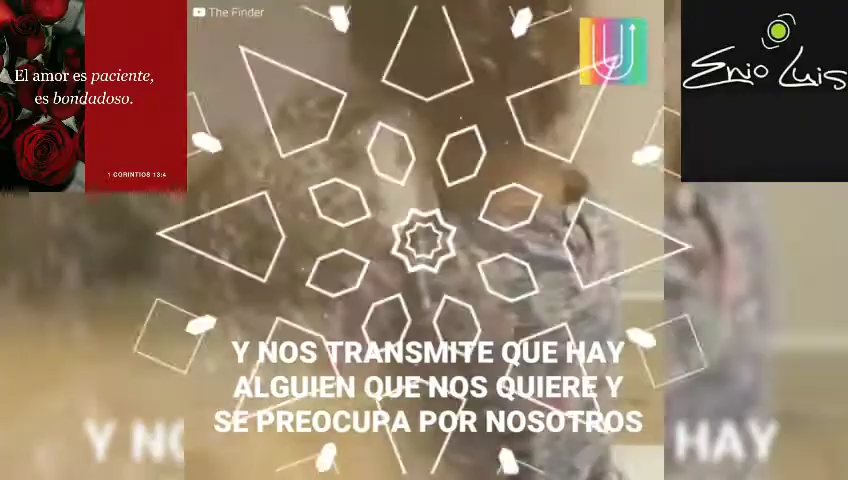 The Finder
El amor es paciente,
es bondadoso.
1 CORINTIOS 13:4
Enio Luis
Y NOS TRANSMITE QUE HAY
ALGUIEN QUE NOS QUIERE Y
SE PREOCUPA POR NOSOTROS
Y NO
HAY